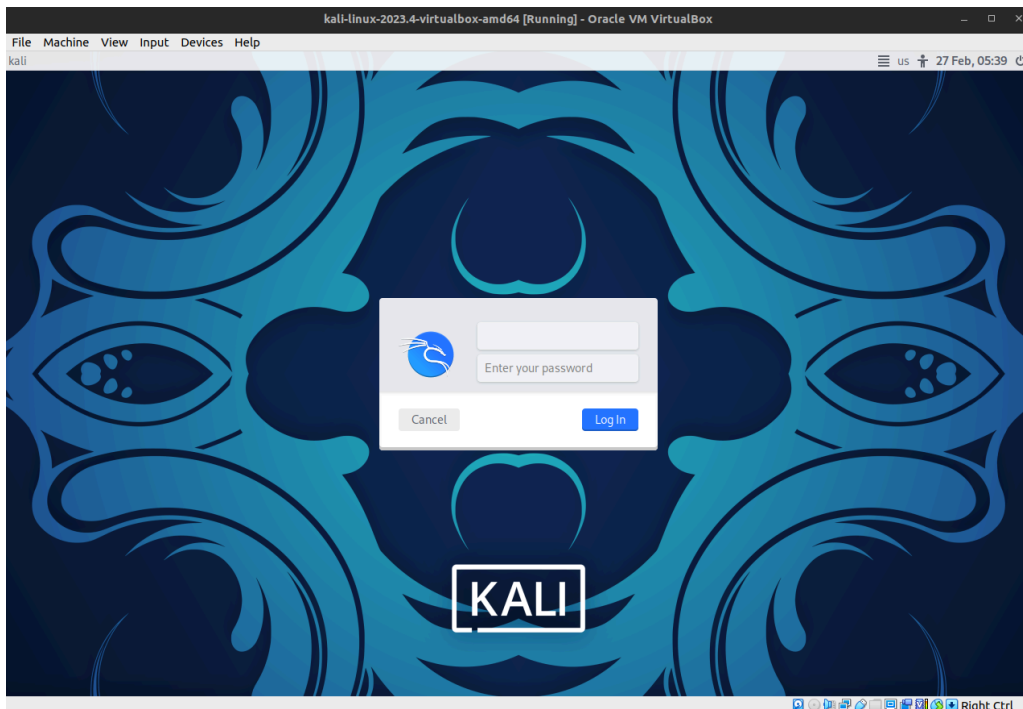 kali-linux-2023.4-virtualbox-amd64 [Running] - Oracle VM VirtualBox
File Machine View Input Devices Help
kali us 27 Feb, 05:39
Enter your password
Cancel Log In
KALI
Right Ctrl